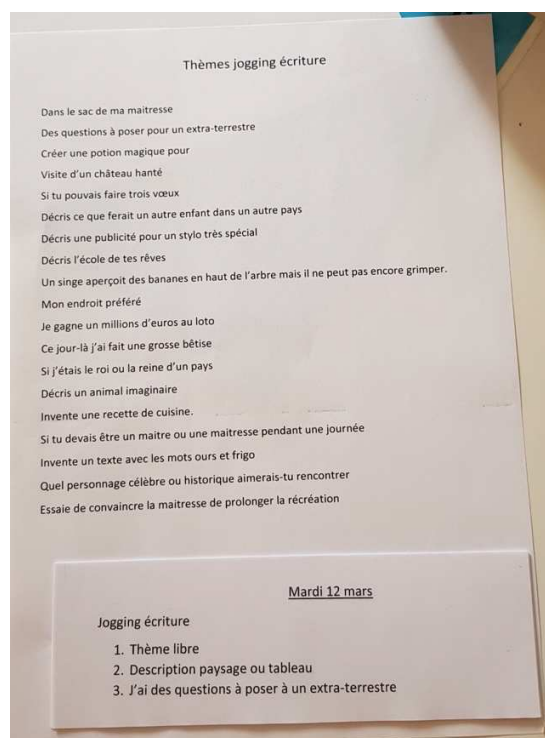 Thèmes jogging écriture
Dans le sac de ma maitresse
Des questions à poser pour un extra-terrestre
Créer une potion magique pour
Visite d'un château hanté
Si tu pouvais faire trois vœux
Décris ce que ferait un autre enfant dans un autre pays
Décris une publicité pour un stylo très spécial
Décris l'école de tes rêves
Un singe aperçoit des bananes en haut de l'arbre mais il ne peut pas encore grimper.
Mon endroit préféré
Je gagne un millions d'euros au loto
Ce jour-là j'ai fait une grosse bêtise
Si j'étais le roi ou la reine d'un pays
Décris un animal imaginaire
Invente une recette de cuisine.
Si tu devais être un maitre ou une maitresse pendant une journée
Invente un texte avec les mots ours et frigo
Quel personnage célèbre ou historique aimerais-tu rencontrer
Essaie de convaincre la maitresse de prolonger la récréation
Mardi 12 mars
Jogging écriture
1. Thème libre
2. Description paysage ou tableau
3. J'ai des questions à poser à un extra-terrestre